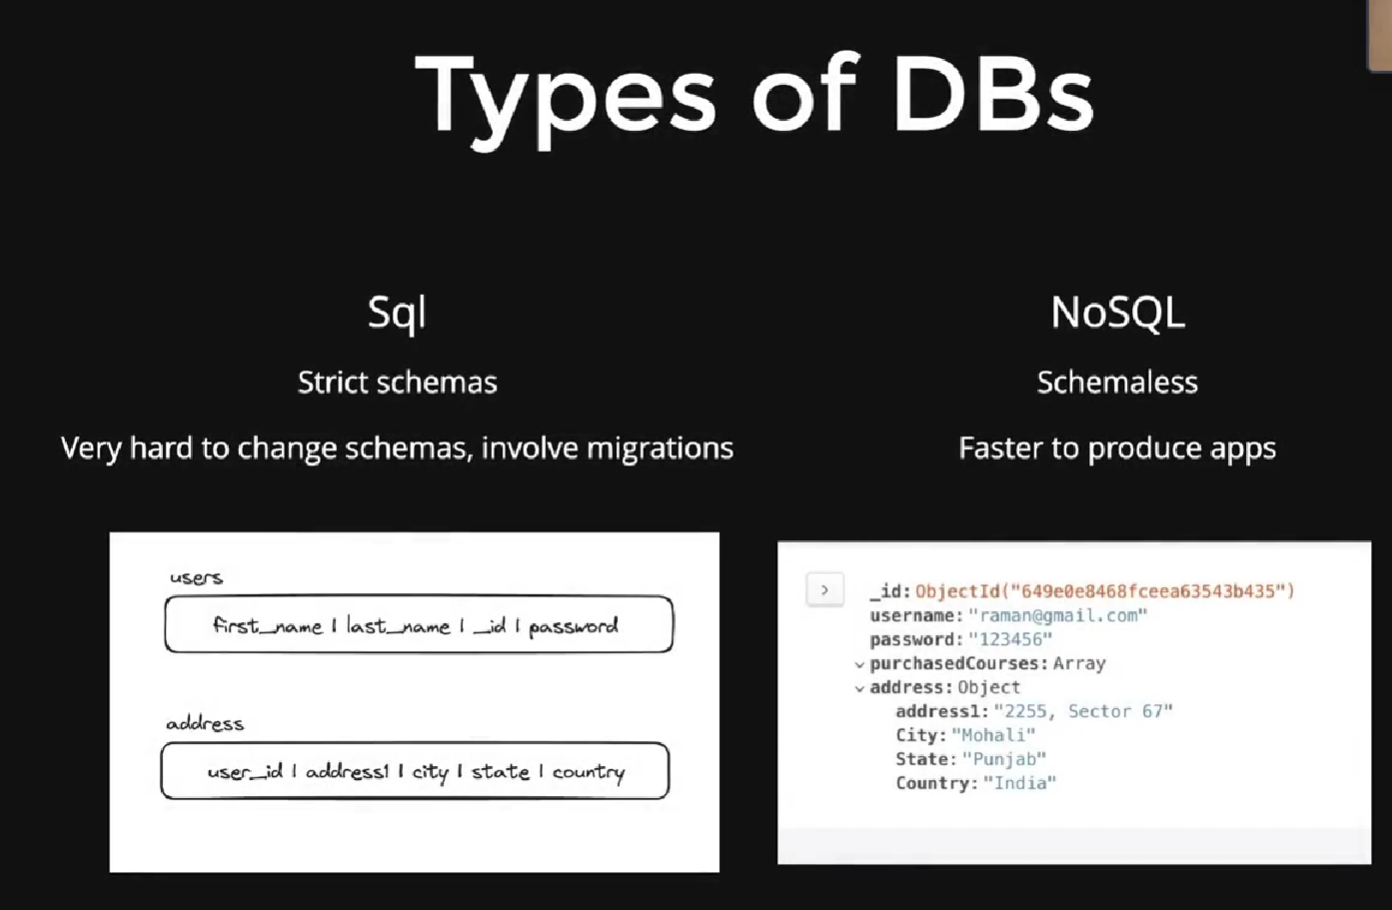 Types of DBs
Sql
Strict schemas
Very hard to change schemas, involve migrations
users
first_name | last_name | _id | password
address
user_id | address1 | city | state | country
NoSQL
Schemaless
Faster to produce apps
_id: ObjectId("649e0e8468fceea63543b435")
username: "raman@gmail.com"
password: "123456"
purchasedCourses: Array
address: Object
address1: "2255, Sector 67"
City: "Mohali"
State: "Punjab"
Country: "India"